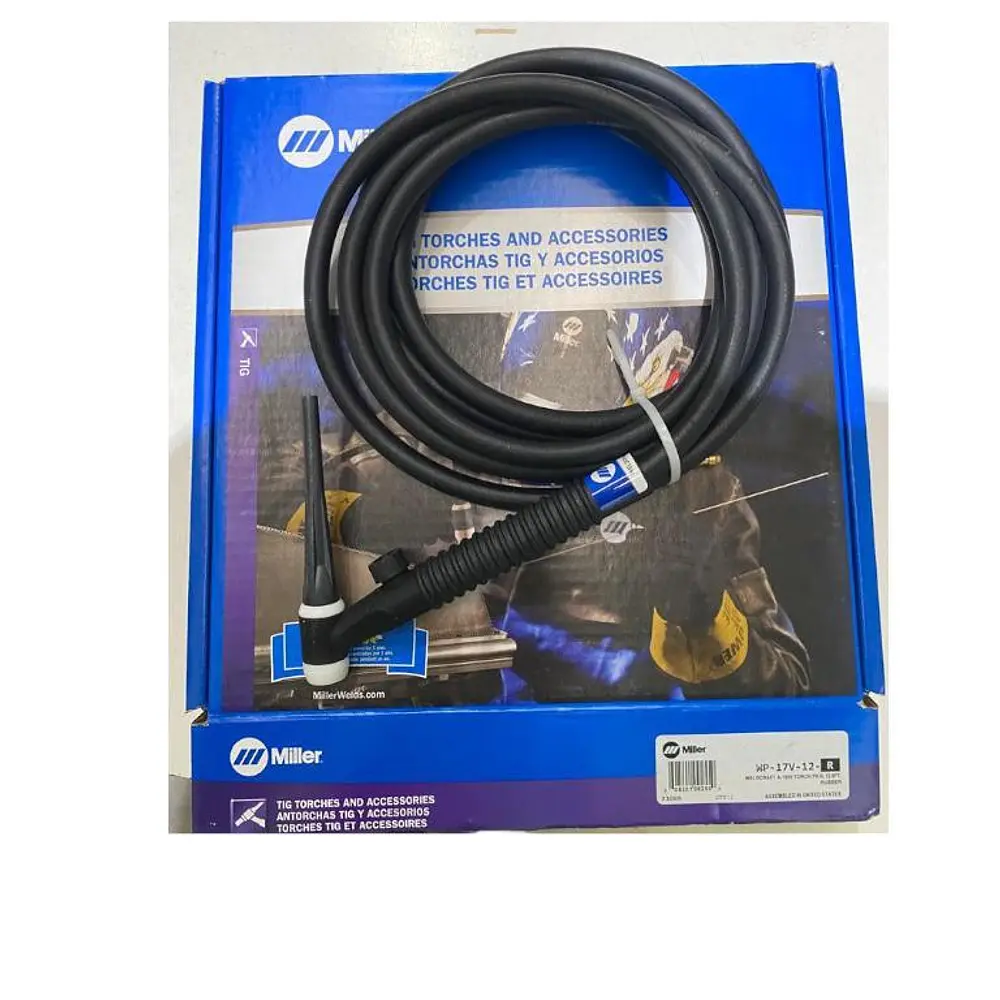 Miller
TORCHES AND ACCESSORIES
ANTORCHAS TIG Y ACCESORIOS
TORCHES TIG ET ACCESSOIRES
TIG
MillerWelds.com
Miller
TIG TORCHES AND ACCESSORIES
ANTORCHAS TIG Y ACCESORIOS
TORCHES TIG ET ACCESSOIRES
Miller
WP-17V-12-R
RUBBER
ASSEMBLED IN UNITED STATES